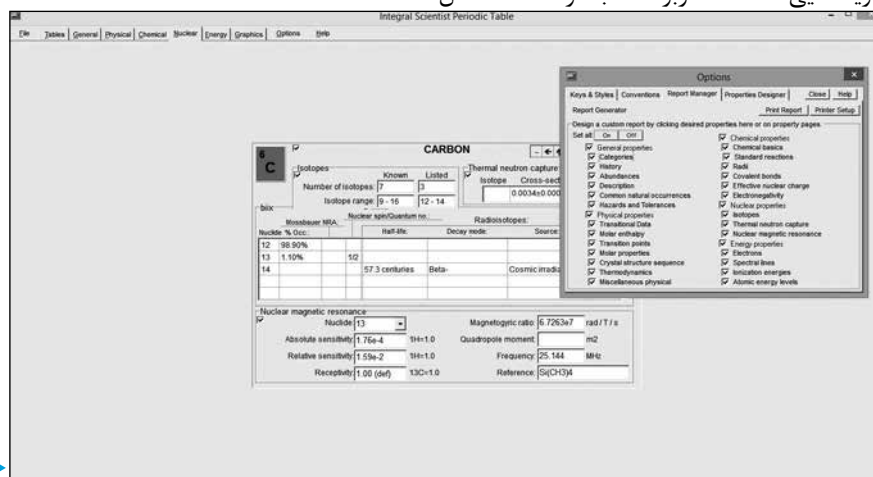 Integral Scientist Periodic Table
File Tables General Physical Chemical Nuclear Energy Graphics Options Help
Options
Keys & Styles Conventions Report Manager Properties Designer Close Help
Report Generator Print Report Printer Setup
Design a custom report by clicking desired properties here or on property pages.
Set all: On Off
General properties
Categories
History
Abundances
Description
Common natural occurrences
Hazards and Tolerances
Physical properties
Transitional Data
Molar enthalpy
Transition points
Molar properties
Crystal structure sequence
Thermodynamics
Miscellaneous physical
Chemical properties
Chemical basics
Standard reactions
Radii
Covalent bonds
Effective nuclear charge
Electronegativity
Nuclear properties
Isotopes
Thermal neutron capture
Nuclear magnetic resonance
Energy properties
Electrons
Spectral lines
Ionization energies
Atomic energy levels
6
C
CARBON
Isotopes
Known Listed
Number of isotopes: 7 3
Isotope range: 9 - 16 12 - 14
Thermal neutron capture
Isotope Cross-sect
0.0034±0.000
Mossbauer NRA: Nuclear spin/Quantum no.: Radioisotopes:
Nuclide % Occ.: Half-life: Decay mode: Source:
12 98.90%
13 1.10% 1/2
14 57.3 centuries Beta- Cosmic irradia
Nuclear magnetic resonance
Nuclide: 13 Magnetogyric ratio: 6.7263e7 rad / T / s
Absolute sensitivity: 1.76e-4 1H=1.0 Quadropole moment: m2
Relative sensitivity: 1.59e-2 1H=1.0 Frequency: 25.144 MHz
Receptivity: 1.00 (def) 13C=1.0 Reference: Si(CH3)4